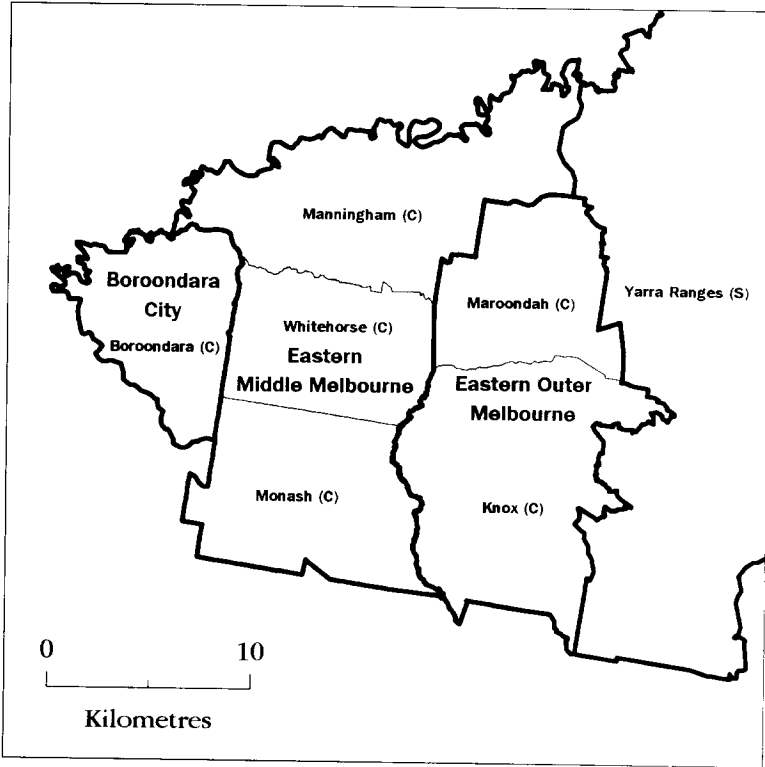 Manningham (C)
Boroondara
City
Boroondara (C)
Whitehorse (C)
Eastern
Middle Melbourne
Maroondah (C)
Yarra Ranges (S)
Eastern Outer
Melbourne
Monash (C)
Knox (C)
0 10
Kilometres